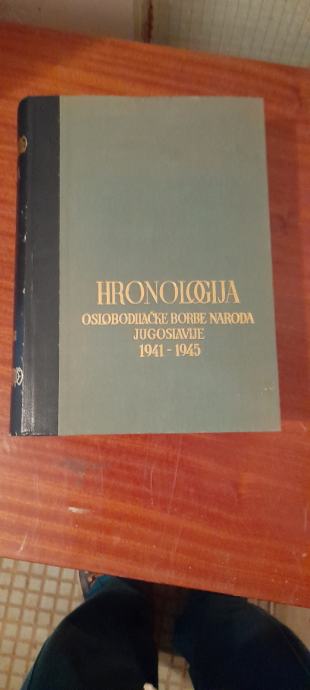 HRONOLOGIJA
OSLOBODILAČKE BORBE NARODA
JUGOSLAVIJE
1941-1945